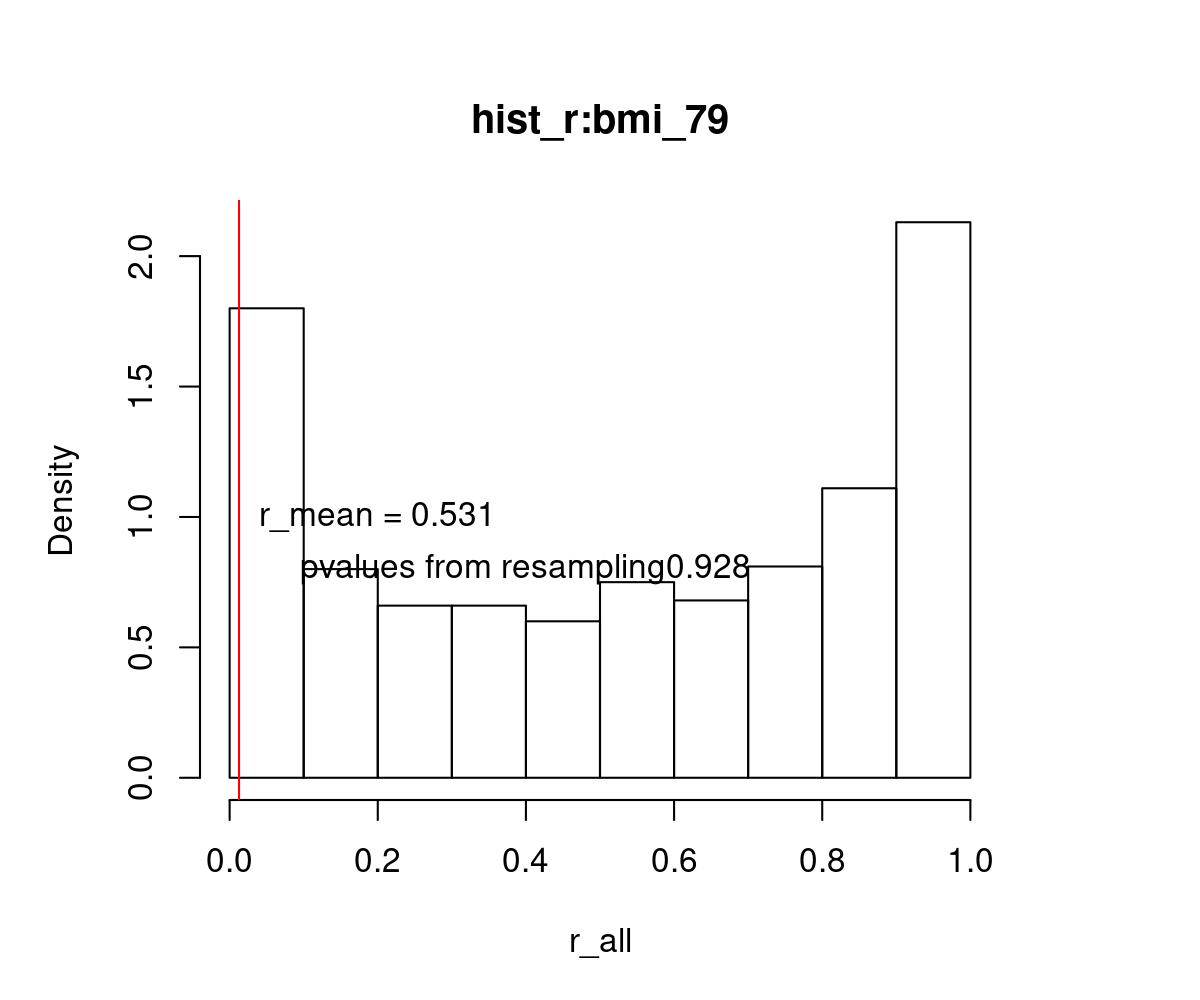 hist_r:bmi_79
2.0
1.5
1.0
0.5
0.0
Density
r_mean = 0.531
pvalues from resampling0.928
0.0 0.2 0.4 0.6 0.8 1.0
r_all